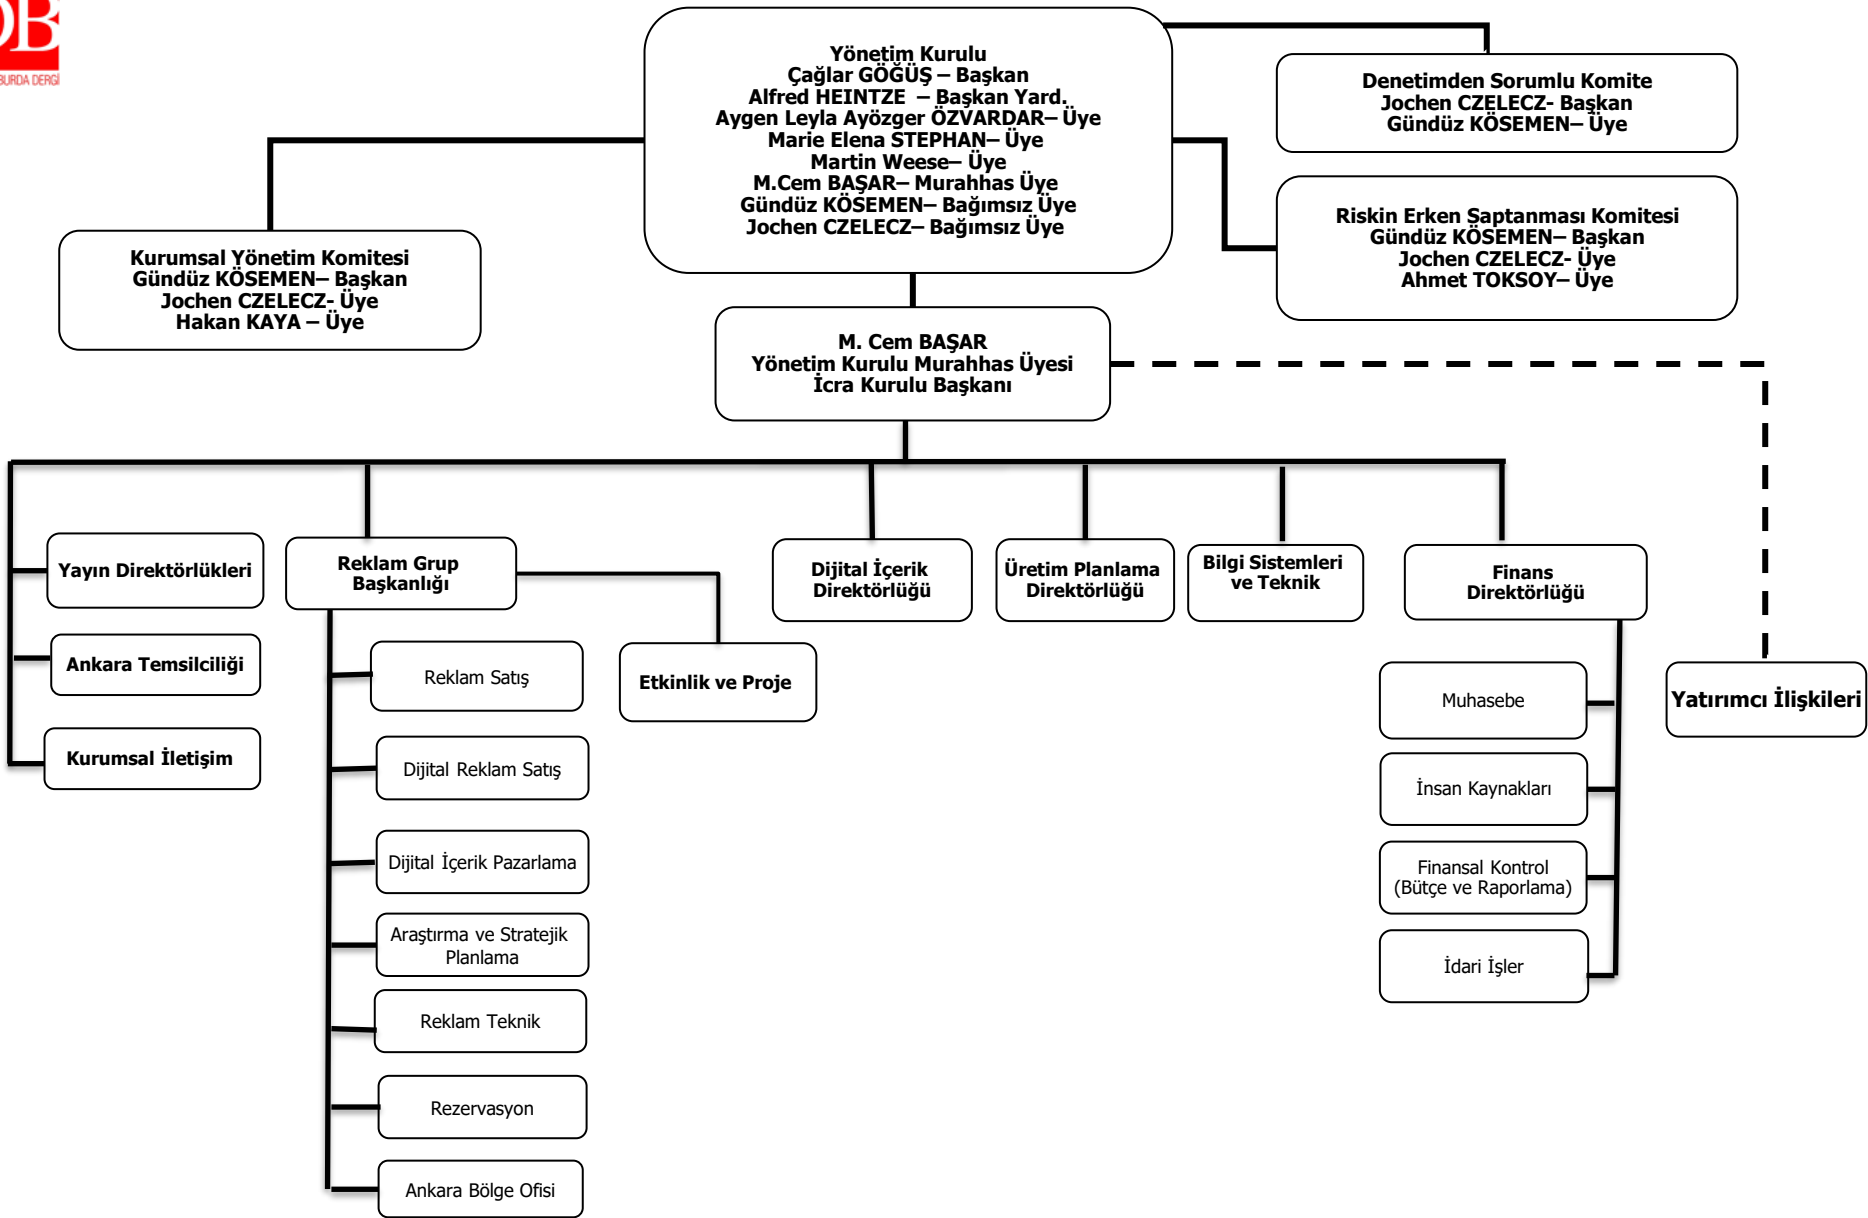 DB
BURDA DERGİ
Yönetim Kurulu
Çağlar GÖĞÜŞ – Başkan
Alfred HEINTZE – Başkan Yard.
Aygen Leyla Ayözger ÖZVARDAR– Üye
Marie Elena STEPHAN– Üye
Martin Weese– Üye
M.Cem BAŞAR– Murahhas Üye
Gündüz KÖSEMEN– Bağımsız Üye
Jochen CZELECZ– Bağımsız Üye
Denetimden Sorumlu Komite
Jochen CZELECZ- Başkan
Gündüz KÖSEMEN– Üye
Riskin Erken Saptanması Komitesi
Gündüz KÖSEMEN– Başkan
Jochen CZELECZ- Üye
Ahmet TOKSOY– Üye
Kurumsal Yönetim Komitesi
Gündüz KÖSEMEN– Başkan
Jochen CZELECZ- Üye
Hakan KAYA – Üye
M. Cem BAŞAR
Yönetim Kurulu Murahhas Üyesi
İcra Kurulu Başkanı
Yayın Direktörlükleri
Ankara Temsilciliği
Kurumsal İletişim
Reklam Grup
Başkanlığı
Reklam Satış
Dijital Reklam Satış
Dijital İçerik Pazarlama
Araştırma ve Stratejik
Planlama
Reklam Teknik
Rezervasyon
Ankara Bölge Ofisi
Etkinlik ve Proje
Dijital İçerik
Direktörlüğü
Üretim Planlama
Direktörlüğü
Bilgi Sistemleri
ve Teknik
Finans
Direktörlüğü
Muhasebe
İnsan Kaynakları
Finansal Kontrol
(Bütçe ve Raporlama)
İdari İşler
Yatırımcı İlişkileri